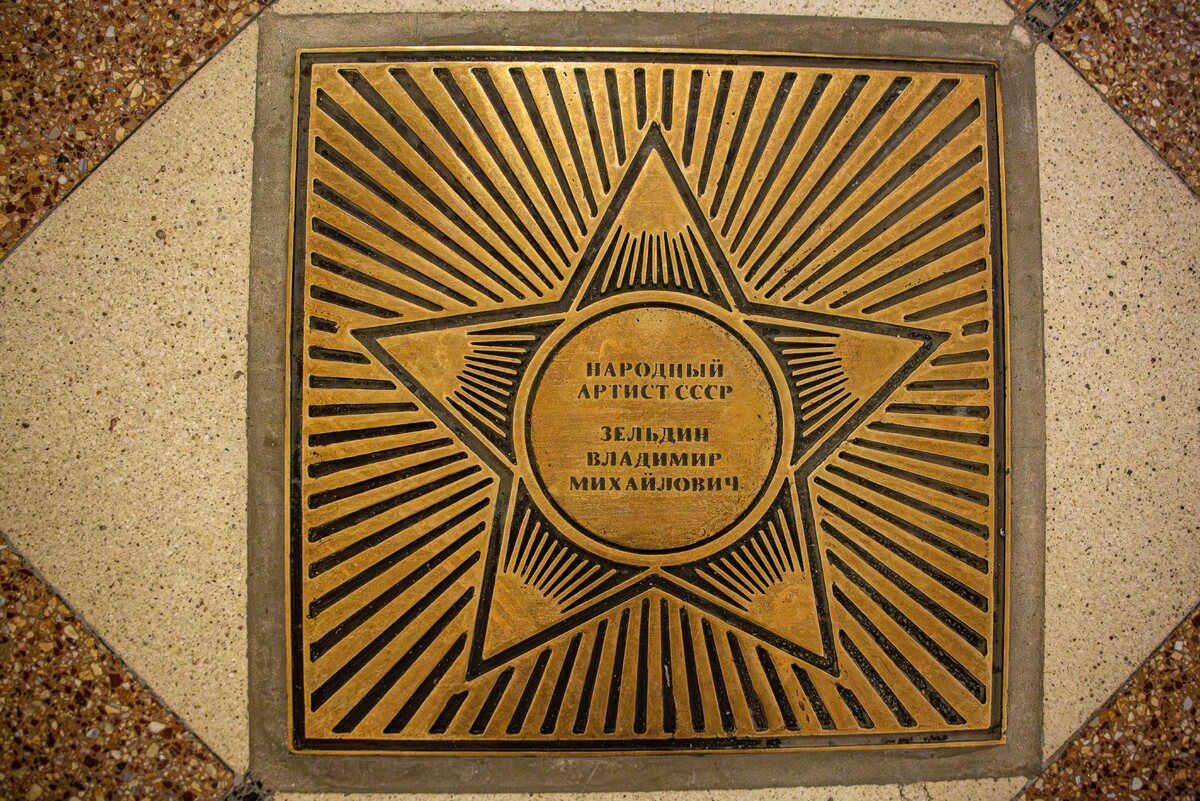 НАРОДНЫЙ
АРТИСТ СССР
ЗЕЛЬДИН
ВЛАДИМИР
МИХАЙЛОВИЧ